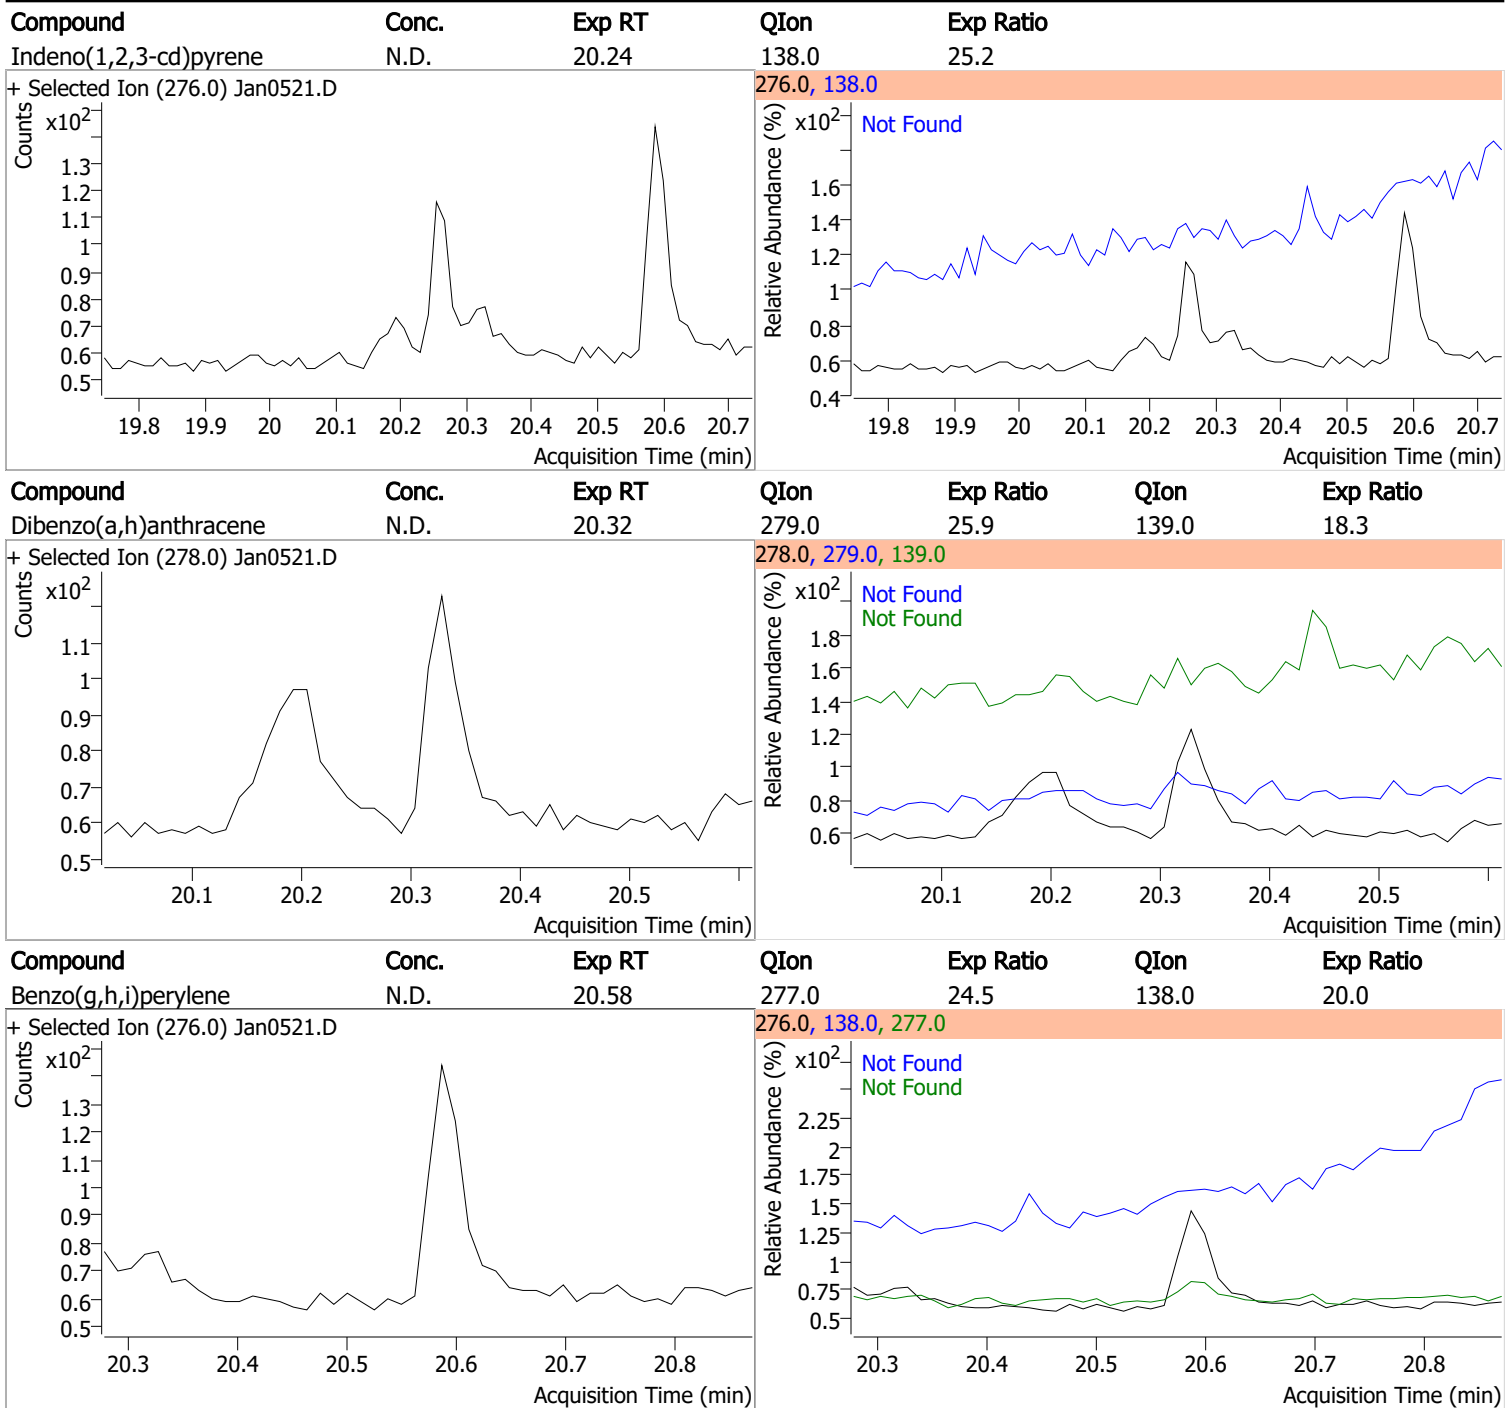 Compound Conc. Exp RT QIon Exp Ratio
Indeno(1,2,3-cd)pyrene N.D. 20.24 138.0 25.2
+ Selected Ion (276.0) Jan0521.D
276.0, 138.0
Counts
x10²
1.3
1.2
1.1
1
0.9
0.8
0.7
0.6
0.5
19.8 19.9 20 20.1 20.2 20.3 20.4 20.5 20.6 20.7
Acquisition Time (min)
Relative Abundance (%)
x10²
Not Found
1.6
1.4
1.2
1
0.8
0.6
0.4
19.8 19.9 20 20.1 20.2 20.3 20.4 20.5 20.6 20.7
Acquisition Time (min)
Compound Conc. Exp RT QIon Exp Ratio QIon Exp Ratio
Dibenzo(a,h)anthracene N.D. 20.32 279.0 25.9 139.0 18.3
+ Selected Ion (278.0) Jan0521.D
278.0, 279.0, 139.0
Counts
x10²
1.1
1
0.9
0.8
0.7
0.6
0.5
20.1 20.2 20.3 20.4 20.5
Acquisition Time (min)
Relative Abundance (%)
x10²
Not Found
Not Found
1.8
1.6
1.4
1.2
1
0.8
0.6
20.1 20.2 20.3 20.4 20.5
Acquisition Time (min)
Compound Conc. Exp RT QIon Exp Ratio QIon Exp Ratio
Benzo(g,h,i)perylene N.D. 20.58 277.0 24.5 138.0 20.0
+ Selected Ion (276.0) Jan0521.D
276.0, 138.0, 277.0
Counts
x10²
1.3
1.2
1.1
1
0.9
0.8
0.7
0.6
0.5
20.3 20.4 20.5 20.6 20.7 20.8
Acquisition Time (min)
Relative Abundance (%)
x10²
Not Found
Not Found
2.25
2
1.75
1.5
1.25
1
0.75
0.5
20.3 20.4 20.5 20.6 20.7 20.8
Acquisition Time (min)